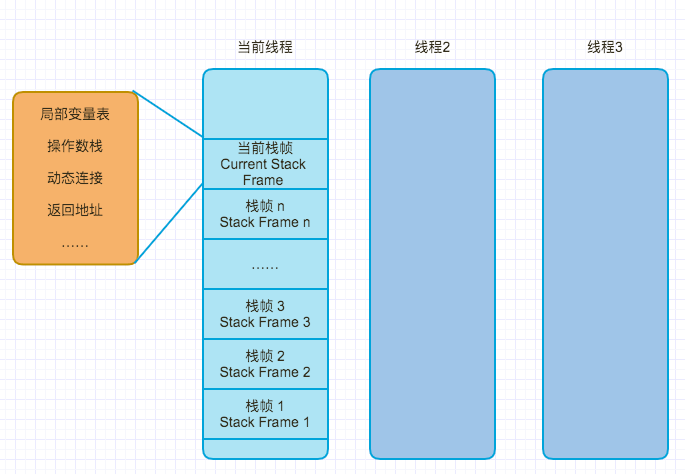 当前线程
线程2
线程3
局部变量表
操作数栈
动态连接
返回地址
……
当前栈帧
Current Stack
Frame
栈帧 n
Stack Frame n
……
栈帧 3
Stack Frame 3
栈帧 2
Stack Frame 2
栈帧 1
Stack Frame 1